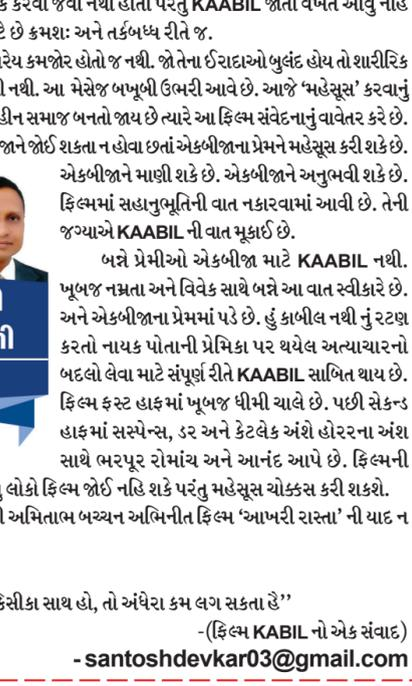 કરવા જેવા નથી હોતી પરંતુ KAABIL જોતી વખતે આવુ નહિ
છે ક્રમશઃ અને તર્કબધ્ધ રીતે જ.
કમજોર હોતો જ નથી. જો તેના ઈરાદાઓ બુલંદ હોય તો શારીરિક
નથી. આ મેસેજ બખૂબી ઉભરી આવે છે. આજે ‘મહેસૂસ’ કરવાનું
હીન સમાજ બનતો જાય છે ત્યારે આ ફિલ્મ સંવેદનાનું વાવેતર કરે છે.
જોઈ શકતા ન હોવા છતાં એકબીજાના પ્રેમને મહેસૂસ કરી શકે છે.
એકબીજાને માણી શકે છે. એકબીજાને અનુભવી શકે છે.
ફિલ્મમાં સહાનુભૂતિની વાત નકારવામાં આવી છે. તેની
જગ્યાએ KAABIL ની વાત મૂકાઈ છે.
બન્ને પ્રેમીઓ એકબીજા માટે KAABIL નથી.
ખૂબજ નમ્રતા અને વિવેક સાથે બન્ને આ વાત સ્વીકારે છે.
અને એકબીજાના પ્રેમમાં પડે છે. હું કાબીલ નથી નું રટણ
કરતો નાયક પોતાની પ્રેમિકા પર થયેલ અત્યાચારનો
બદલો લેવા માટે સંપૂર્ણ રીતે KAABIL સાબિત થાય છે.
ફિલ્મ ફસ્ટ હાફમાં ખૂબજ ધીમી ચાલે છે. પછી સેકન્ડ
હાફમાં સસ્પેન્સ, ડર અને કેટલેક અંશે હોરરના અંશ
સાથે ભરપૂર રોમાંચ અને આનંદ આપે છે. ફિલ્મની
લોકો ફિલ્મ જોઈ નહિ શકે પરંતુ મહેસૂસ ચોક્કસ કરી શકશે.
અમિતાભ બચ્ચન અભિનીત ફિલ્મ ‘આખરી રાસ્તા’ ની યાદ ન
કિસીકા સાથ હો, તો અંધેરા કમ લગ સકતા હૈ’’
-(ફિલ્મ KABIL નો એક સંવાદ)
- santoshdevkar03@gmail.com